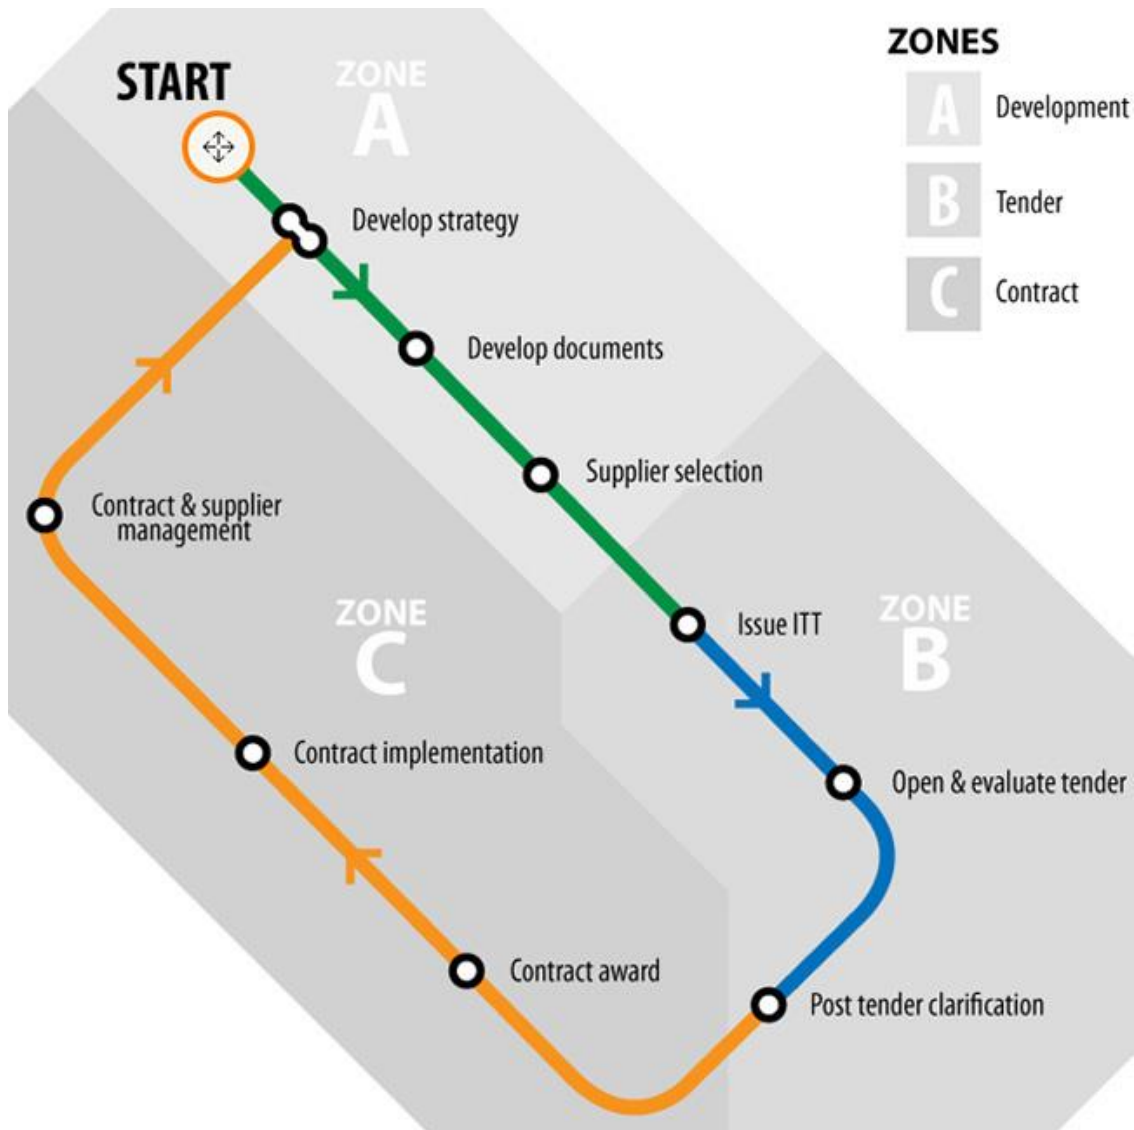 START
ZONE
A
ZONES
A
Development
B
Tender
C
Contract
Develop strategy
Develop documents
Supplier selection
Contract & supplier
management
ZONE
C
Issue ITT
ZONE
B
Contract implementation
Open & evaluate tender
Contract award
Post tender clarification